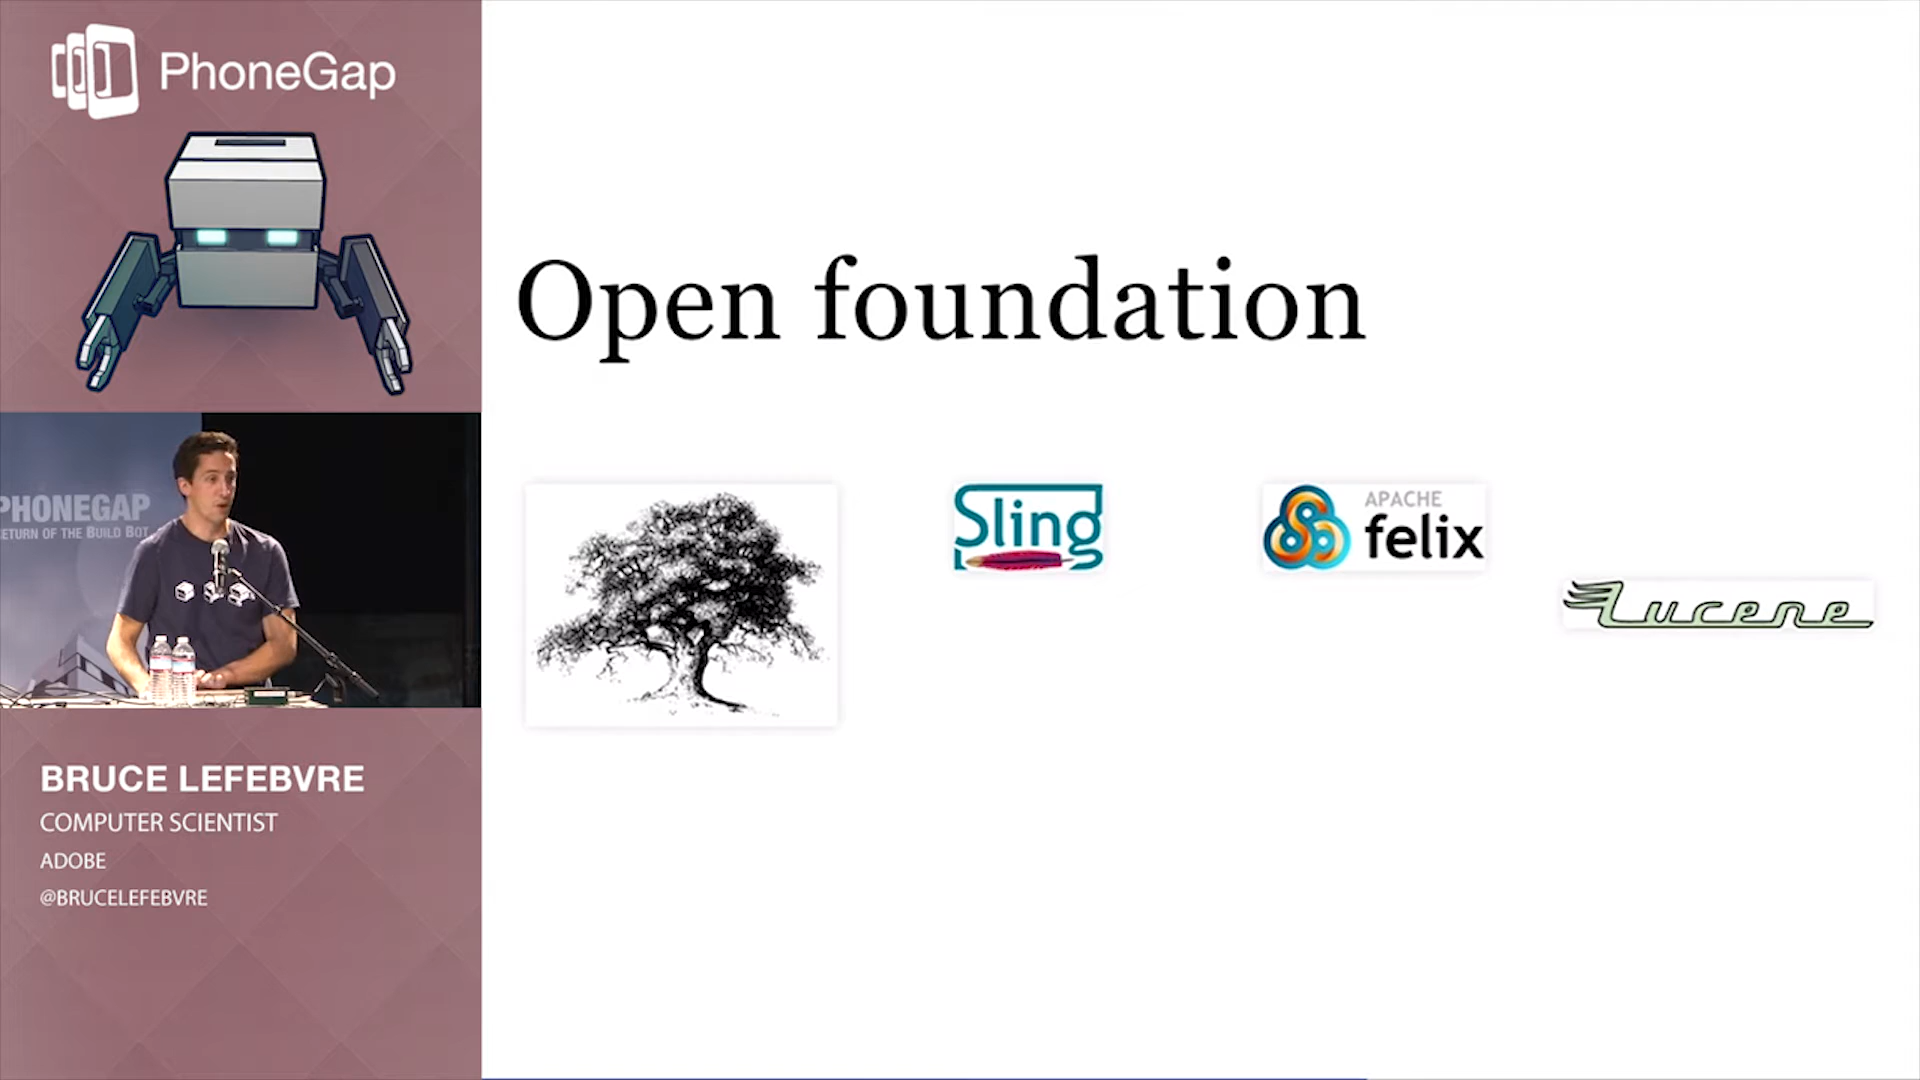 PhoneGap
PHONEGAP
ETURN OF THE BUILD BOT
BRUCE LEFEBVRE
COMPUTER SCIENTIST
ADOBE
@BRUCELEFEBVRE
Open foundation
Sling
APACHE
felix
Lucene